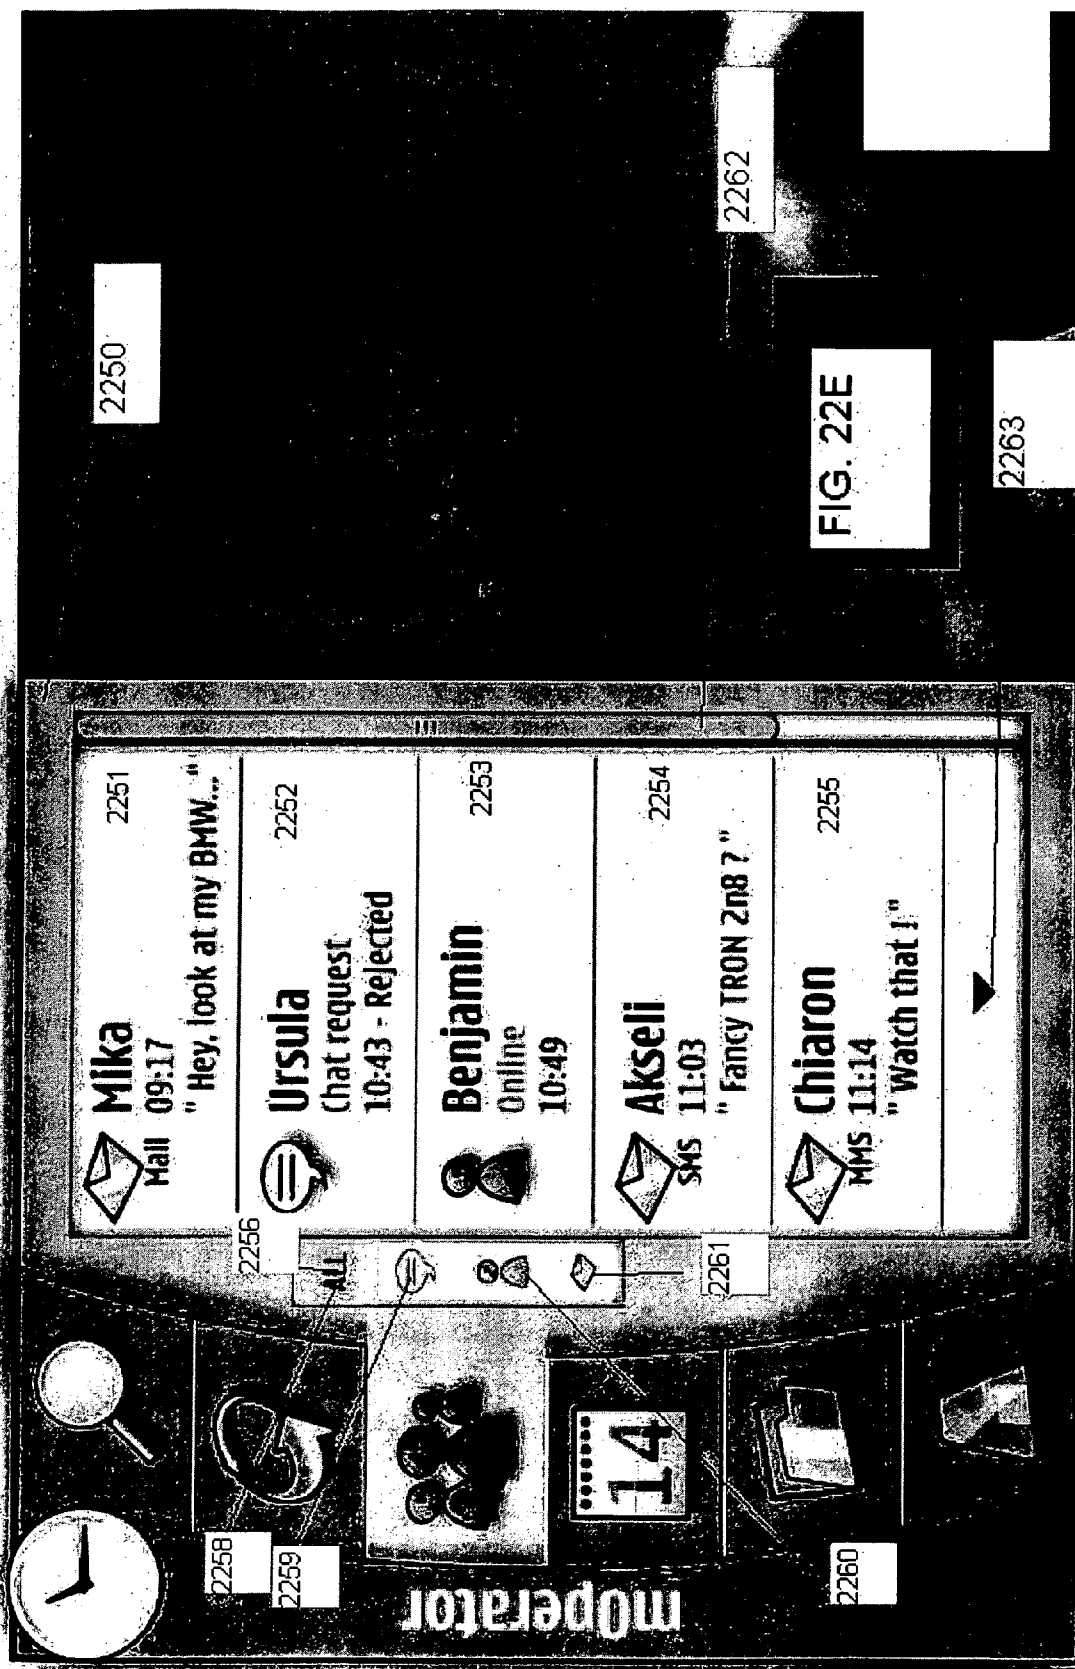 m0perator
14
2258
2259
2260
2256
ALL
2261
Mika
2251
Mail
09:17
"Hey, look at my BMW..."
Ursula
2252
Chat request
10:43 - Rejected
Benjamin
2253
Online
10:49
Akseli
2254
SMS
11:03
"Fancy TRON 2n8 ?"
Chiaron
2255
MMS
11:14
"Watch that !"
2250
2262
FIG. 22E
2263